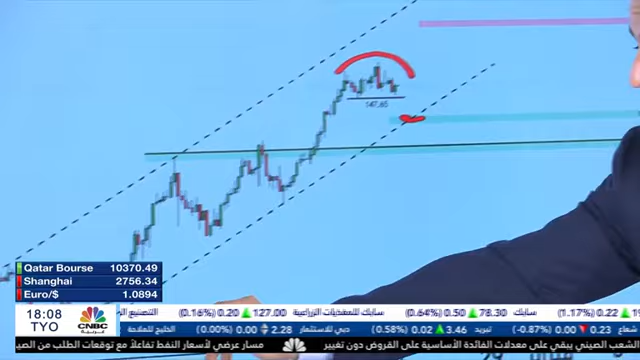 147.65
Qatar Bourse 10370.49
Shanghai 2756.34
Euro/$ 1.0894
18:08
TYO
CNBC
عربية
(0.16%) 0.20 127.00 سابك للمغذيات الزراعية (0.64%) 0.50 78.30 سابك (1.17%) 0.22
شعاع 0.23 0.00 (-0.87%) تبريد 3.46 0.02 (0.58%) دبي للاستثمار 2.28 0.00 (0.00%) الخليج للملاحة
الشعب الصيني يبقي على معدلات الفائدة الأساسية على القروض دون تغيير مسار عرضي لأسعار النفط تفاعلاً مع توقعات الطلب من